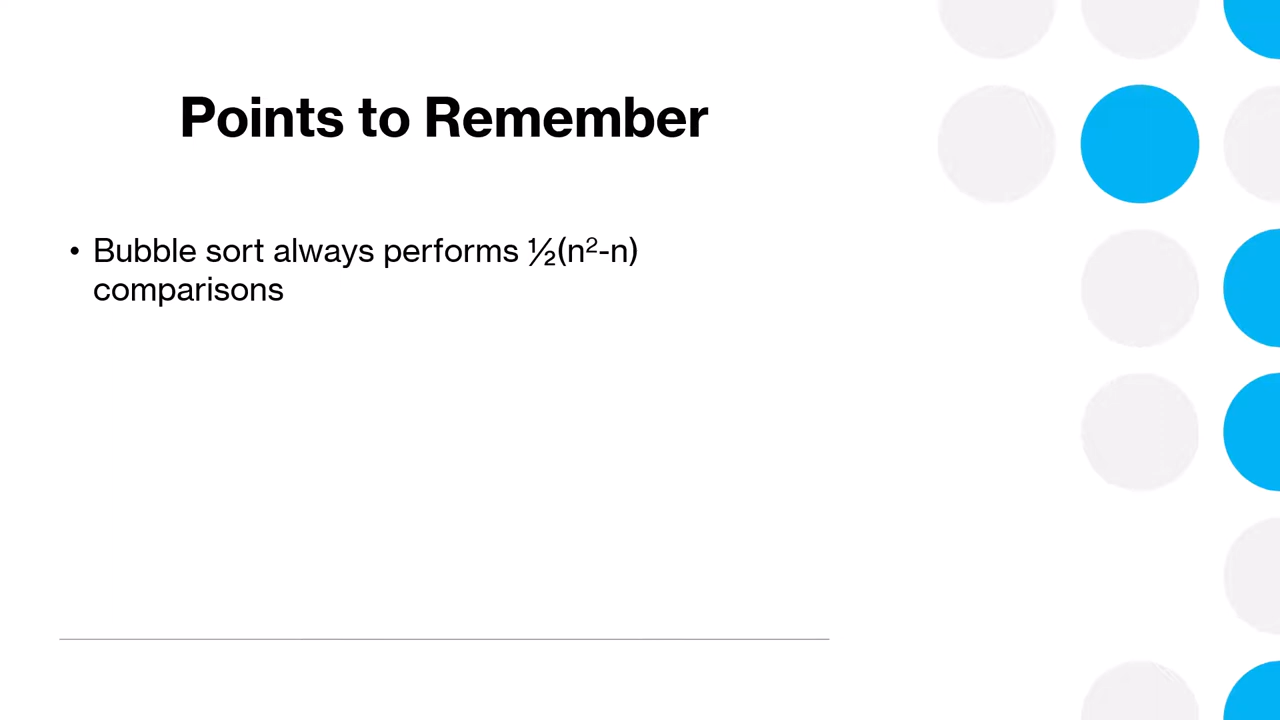 Points to Remember
• Bubble sort always performs ½(n²-n)
comparisons